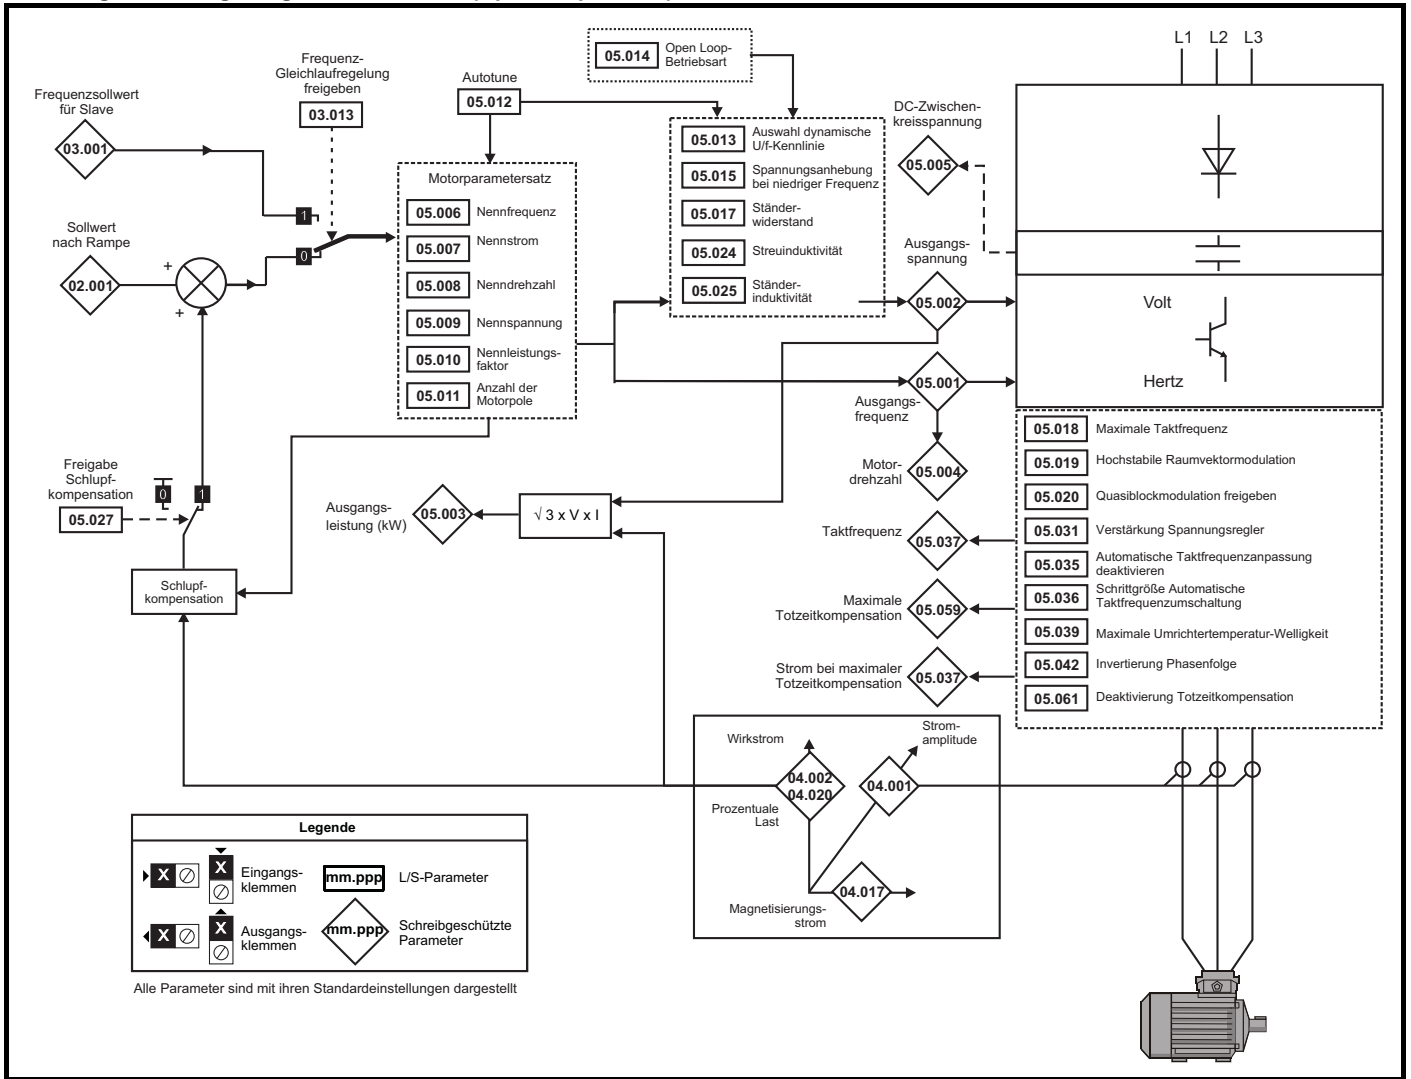 Frequenzsollwert
für Slave
03.001
Frequenz-
Gleichlaufregelung
freigeben
03.013
Sollwert
nach Rampe
02.001
+
+
1
0
Autotune
05.012
Motorparametersatz
05.006 Nennfrequenz
05.007 Nennstrom
05.008 Nenndrehzahl
05.009 Nennspannung
05.010 Nennleistungs-
faktor
05.011 Anzahl der
Motorpole
05.014 Open Loop-
Betriebsart
05.013 Auswahl dynamische
U/f-Kennlinie
05.015 Spannungsanhebung
bei niedriger Frequenz
05.017 Ständer-
widerstand
05.024 Streuinduktivität
05.025 Ständer-
induktivität
DC-Zwischen-
kreisspannung
05.005
Ausgangs-
spannung
05.002
05.001
Ausgangs-
frequenz
Motor-
drehzahl
05.004
L1 L2 L3
Volt
Hertz
05.018 Maximale Taktfrequenz
05.019 Hochstabile Raumvektormodulation
05.020 Quasiblockmodulation freigeben
05.031 Verstärkung Spannungsregler
05.035 Automatische Taktfrequenzanpassung
deaktivieren
05.036 Schrittgröße Automatische
Taktfrequenzumschaltung
05.039 Maximale Umrichtertemperatur-Welligkeit
05.042 Invertierung Phasenfolge
05.061 Deaktivierung Totzeitkompensation
Taktfrequenz
05.037
Maximale
Totzeitkompensation
05.059
Strom bei maximaler
Totzeitkompensation
05.037
Freigabe
Schlupf-
kompensation
05.027
0
1
Schlupf-
kompensation
Ausgangs-
leistung (kW)
05.003
√ 3 x V x I
Wirkstrom
04.002
04.020
Prozentuale
Last
Strom-
amplitude
04.001
Magnetisierungs-
strom
04.017
Legende
X X Eingangs-
klemmen
mm.ppp L/S-Parameter
X X Ausgangs-
klemmen
mm.ppp Schreibgeschützte
Parameter
Alle Parameter sind mit ihren Standardeinstellungen dargestellt